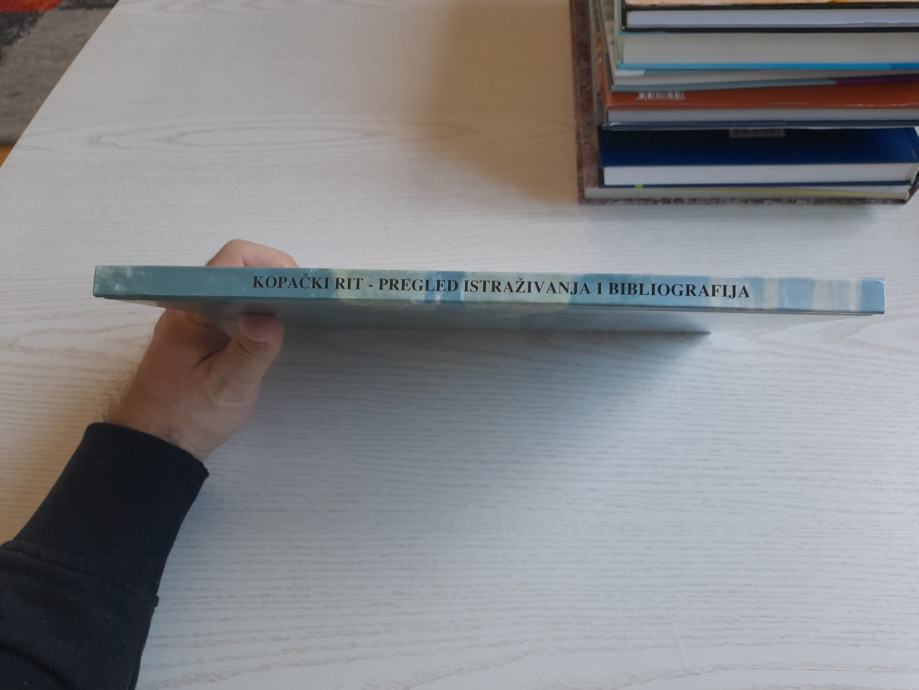 KOPAČKI RIT - PREGLED ISTRAŽIVANJA I BIBLIOGRAFIJA